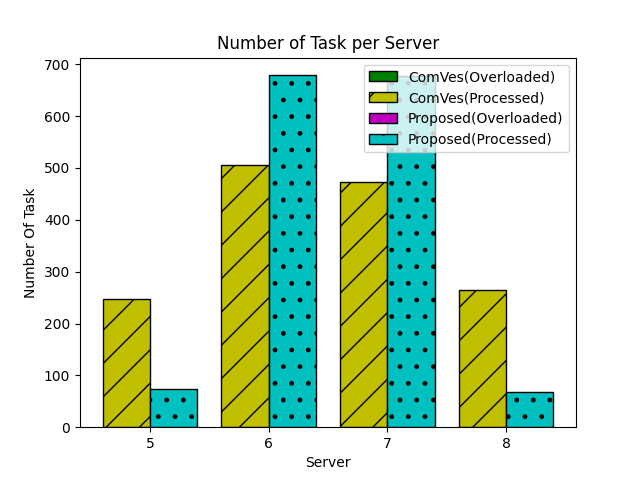 Number of Task per Server
700
600
500
400
300
200
100
0
Number Of Task
ComVes(Overloaded)
ComVes(Processed)
Proposed(Overloaded)
Proposed(Processed)
5 6 7 8
Server